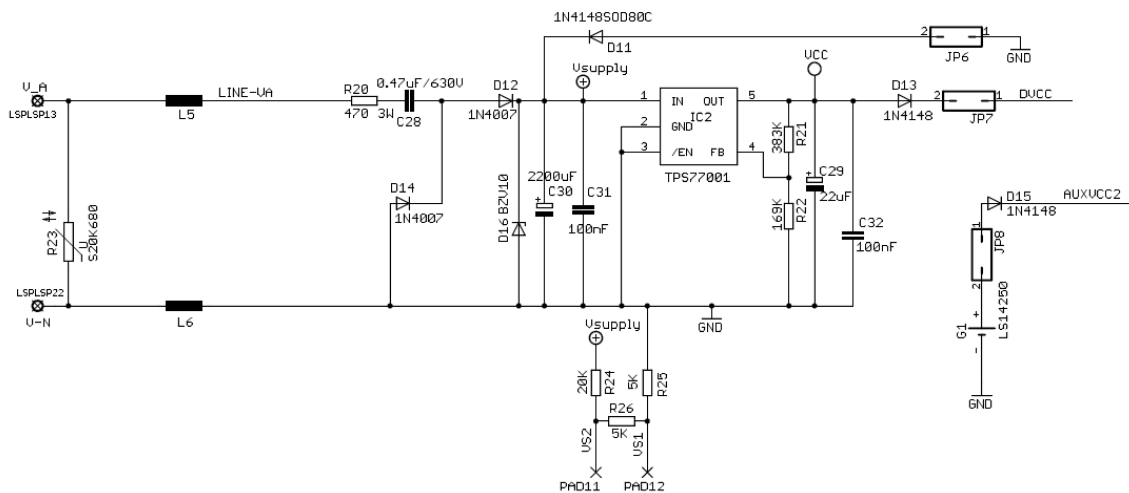 1N4148SOD80C
D11
2
1
JP6
GND
V_A
LSPLSP13
L5
LINE-VA
R20
470 3W
0.47uF/630V
C28
D12
1N4007
Vsupply
1
IN
OUT
5
IC2
2
GND
3
/EN
FB
4
TPS77001
VCC
D13
1N4148
2
1
JP7
DVCC
383K
R21
D14
1N4007
D16
BZV10
2200uF
+
C30
C31
100nF
169K
R22
+
C29
22uF
C32
100nF
R23
U
S20K680
D15
1N4148
AUXVCC2
1
JP8
2
+
G1
-
LS14250
GND
LSPLSP22
V-N
L6
GND
Vsupply
20K
R24
5K
R25
R26
5K
VS2
VS1
PAD11
PAD12